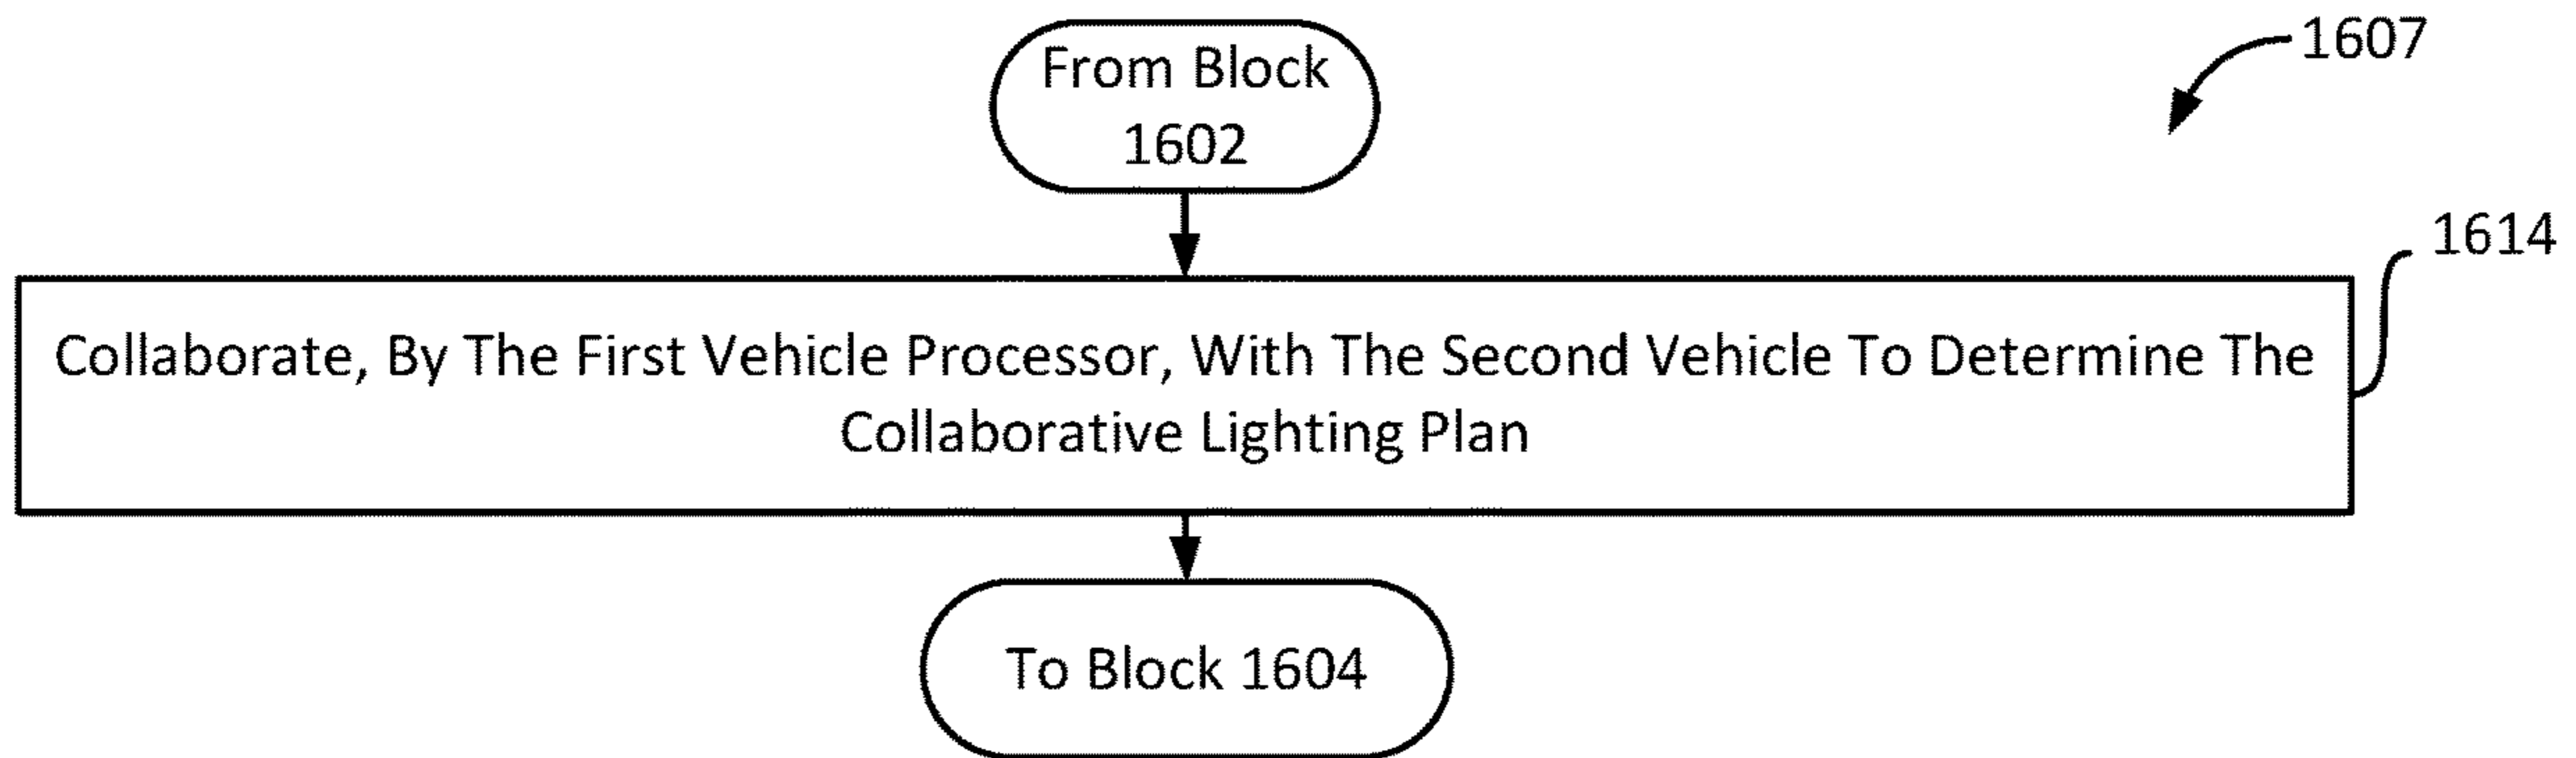 From Block
1602
1607
1614
Collaborate, By The First Vehicle Processor, With The Second Vehicle To Determine The
Collaborative Lighting Plan
To Block 1604